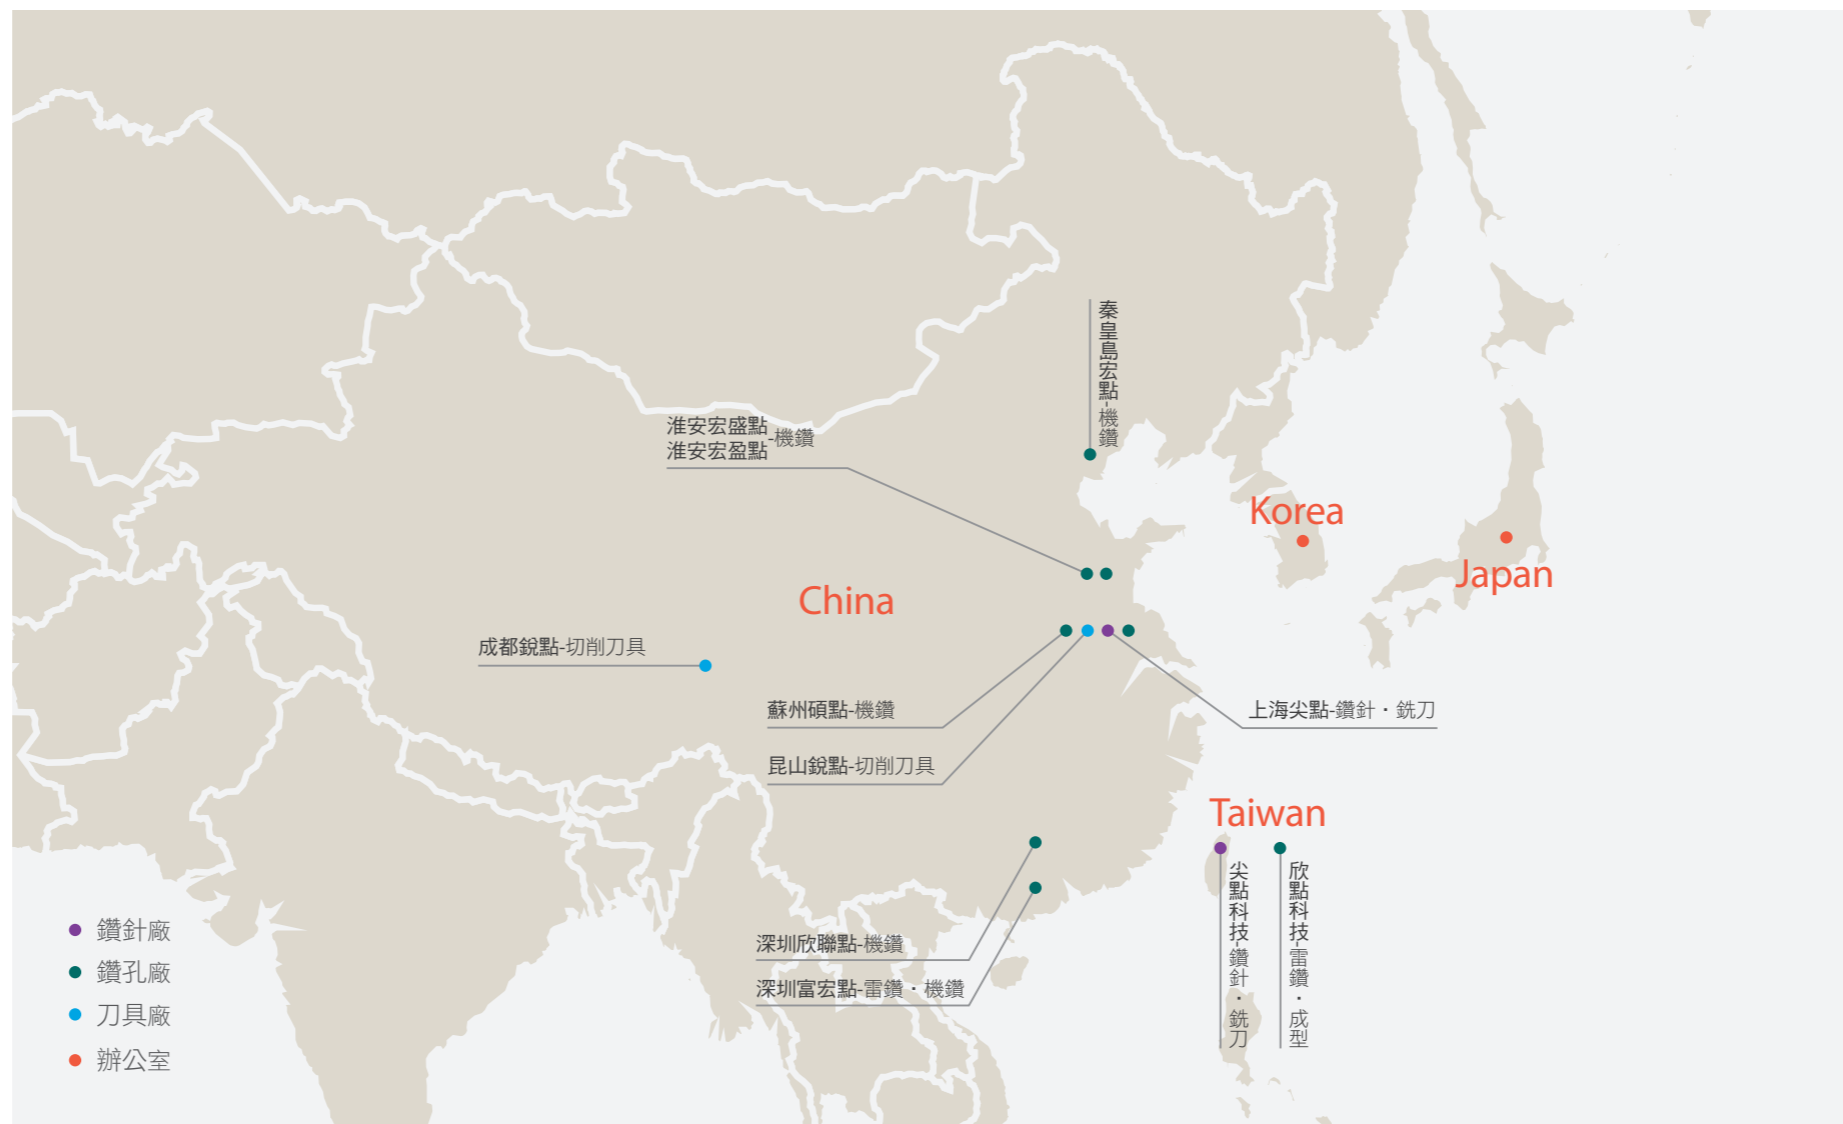 秦皇島宏點-機鑽
淮安宏盛點
淮安宏盈點
-機鑽
Korea
Japan
China
成都銳點-切削刀具
蘇州碩點-機鑽
上海尖點-鑽針・銑刀
昆山銳點-切削刀具
Taiwan
尖點科技-鑽針・銑刀
欣點科技-雷鑽・成型
深圳欣聯點-機鑽
深圳富宏點-雷鑽・機鑽
鑽針廠
鑽孔廠
刀具廠
辦公室